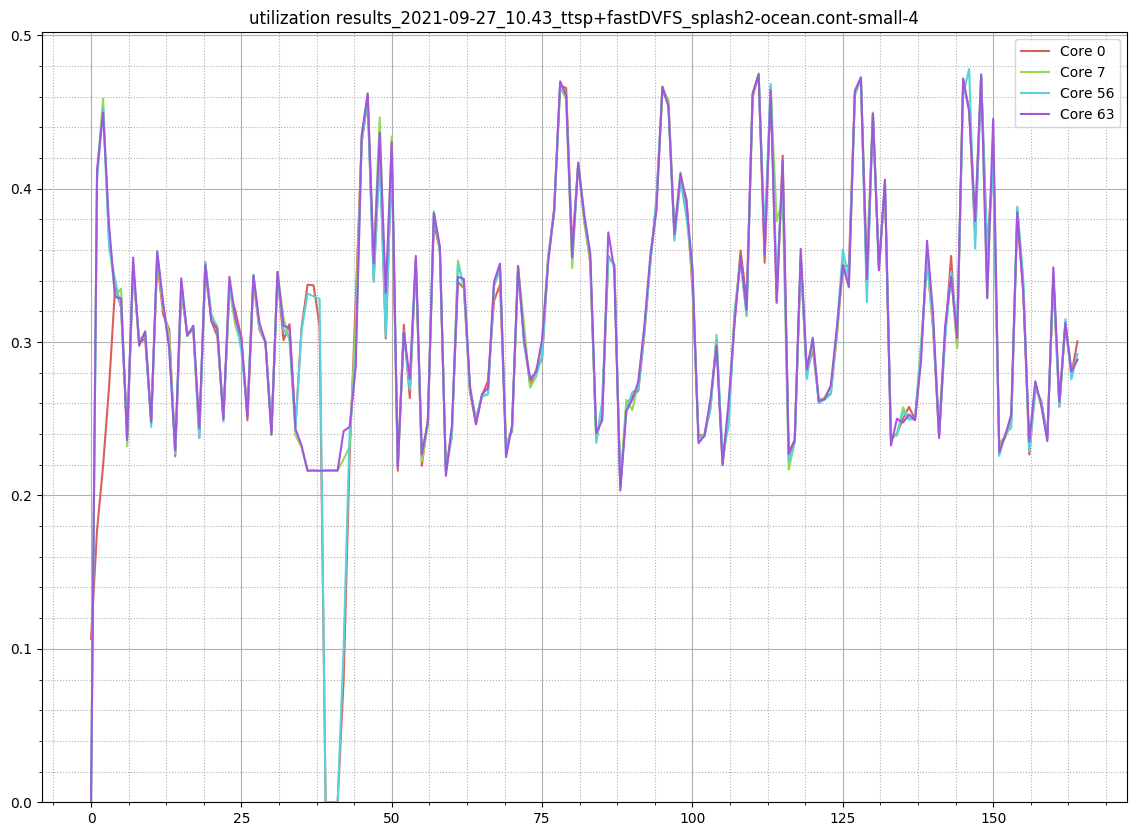 utilization results_2021-09-27_10.43_ttsp+fastDVFS_splash2-ocean.cont-small-4
0.5
0.4
0.3
0.2
0.1
0.0
0 25 50 75 100 125 150
Core 0
Core 7
Core 56
Core 63